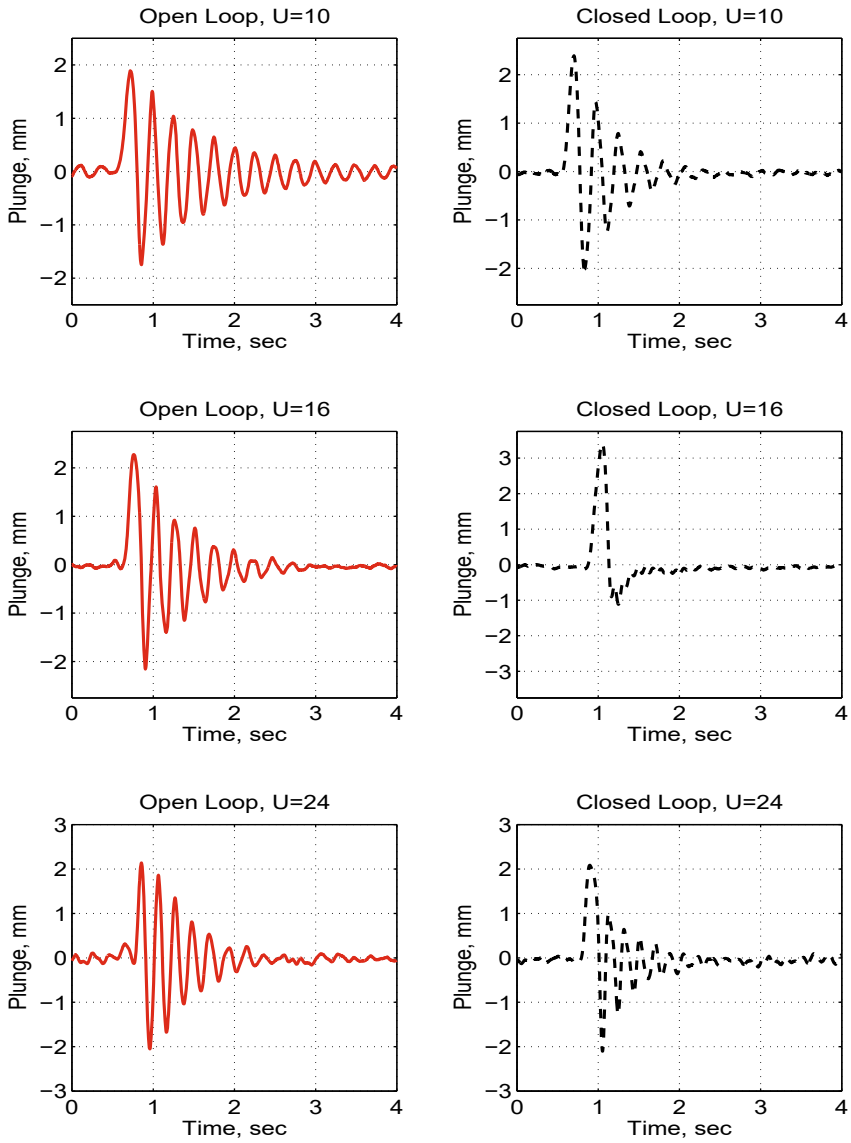 Open Loop, U=10
Plunge, mm
2
1
0
−1
−2
0 1 2 3 4
Time, sec
Closed Loop, U=10
Plunge, mm
2
1
0
−1
−2
0 1 2 3 4
Time, sec
Open Loop, U=16
Plunge, mm
2
1
0
−1
−2
0 1 2 3 4
Time, sec
Closed Loop, U=16
Plunge, mm
3
2
1
0
−1
−2
−3
0 1 2 3 4
Time, sec
Open Loop, U=24
Plunge, mm
3
2
1
0
−1
−2
−3
0 1 2 3 4
Time, sec
Closed Loop, U=24
Plunge, mm
3
2
1
0
−1
−2
−3
0 1 2 3 4
Time, sec